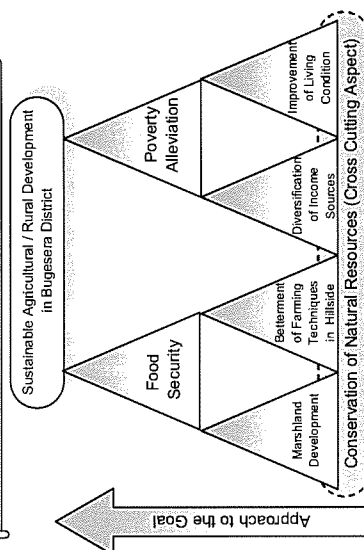 Sustainable Agricultural / Rural Development
in Bugesera District
Food
Security
Poverty
Alleviation
Marshland
Development
Betterment
of Farming
Techniques
in Hillside
Diversification
of Income
Sources
Improvement
of Living
Condition
Conservation of Natural Resources (Cross Cutting Aspect)
Approach to the Goal